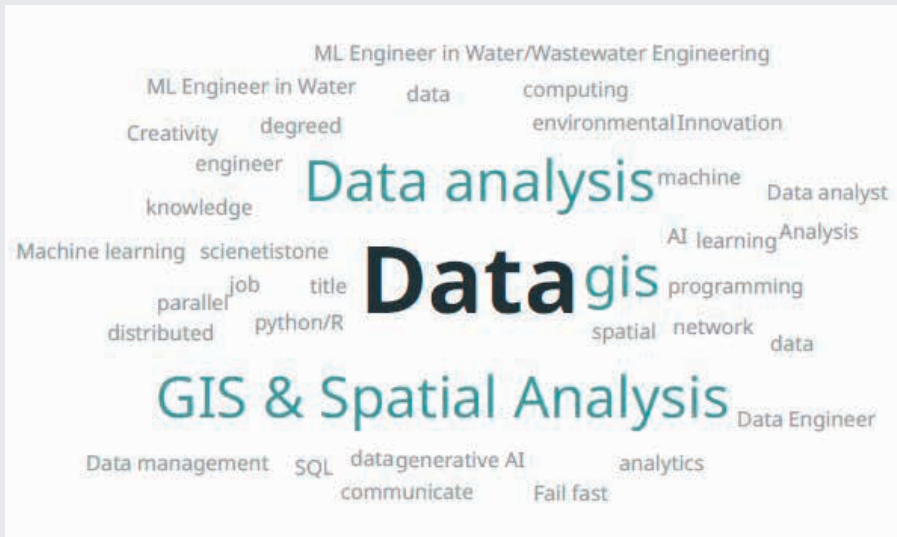 ML Engineer in Water/Wastewater Engineering
ML Engineer in Water data computing
Creativity degreed environmental Innovation
engineer Data analysis machine Data analyst
knowledge
Machine learning scienetistone AI learning Analysis
job title Data gis programming
parallel
distributed python/R spatial network data
GIS & Spatial Analysis Data Engineer
Data management SQL data generative AI analytics
communicate Fail fast